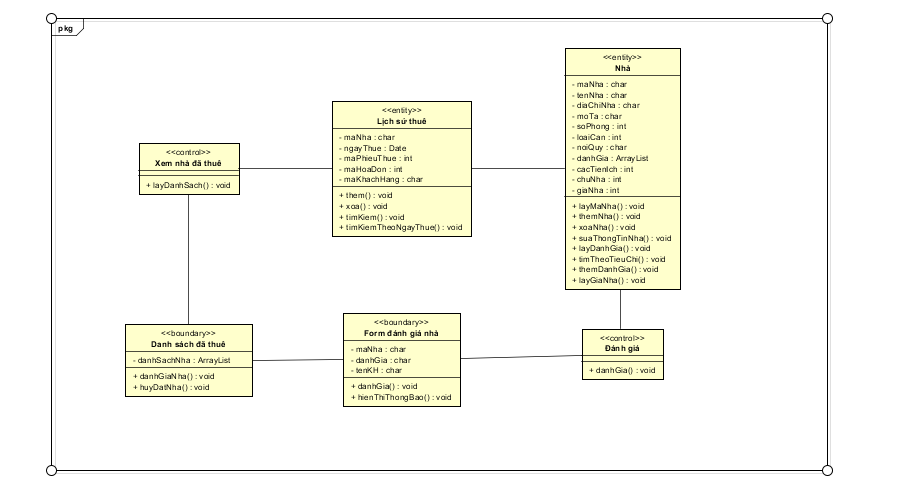 pkg
<<entity>>
Nhà
- maNha : char
- tenNha : char
- diaChiNha : char
- moTa : char
- soPhong : int
- loaiCan : int
- noiQuy : char
- danhGia : ArrayList
- cacTienIch : int
- chuNha : int
- giaNha : int
+ layMaNha() : void
+ themNha() : void
+ xoaNha() : void
+ suaThongTinNha() : void
+ layDanhGia() : void
+ timTheoTieuChi() : void
+ themDanhGia() : void
+ layGiaNha() : void
<<entity>>
Lịch sử thuê
- maNha : char
- ngayThue : Date
- maPhieuThue : int
- maHoaDon : int
- maKhachHang : char
+ them() : void
+ xoa() : void
+ timKiem() : void
+ timKiemTheoNgayThue() : void
<<control>>
Xem nhà đã thuê
+ layDanhSach() : void
<<boundary>>
Danh sách đã thuê
- danhSachNha : ArrayList
+ danhGiaNha() : void
+ huyDatNha() : void
<<boundary>>
Form đánh giá nhà
- maNha : char
- danhGia : char
- tenKH : char
+ danhGia() : void
+ hienThiThongBao() : void
<<control>>
Đánh giá
+ danhGia() : void